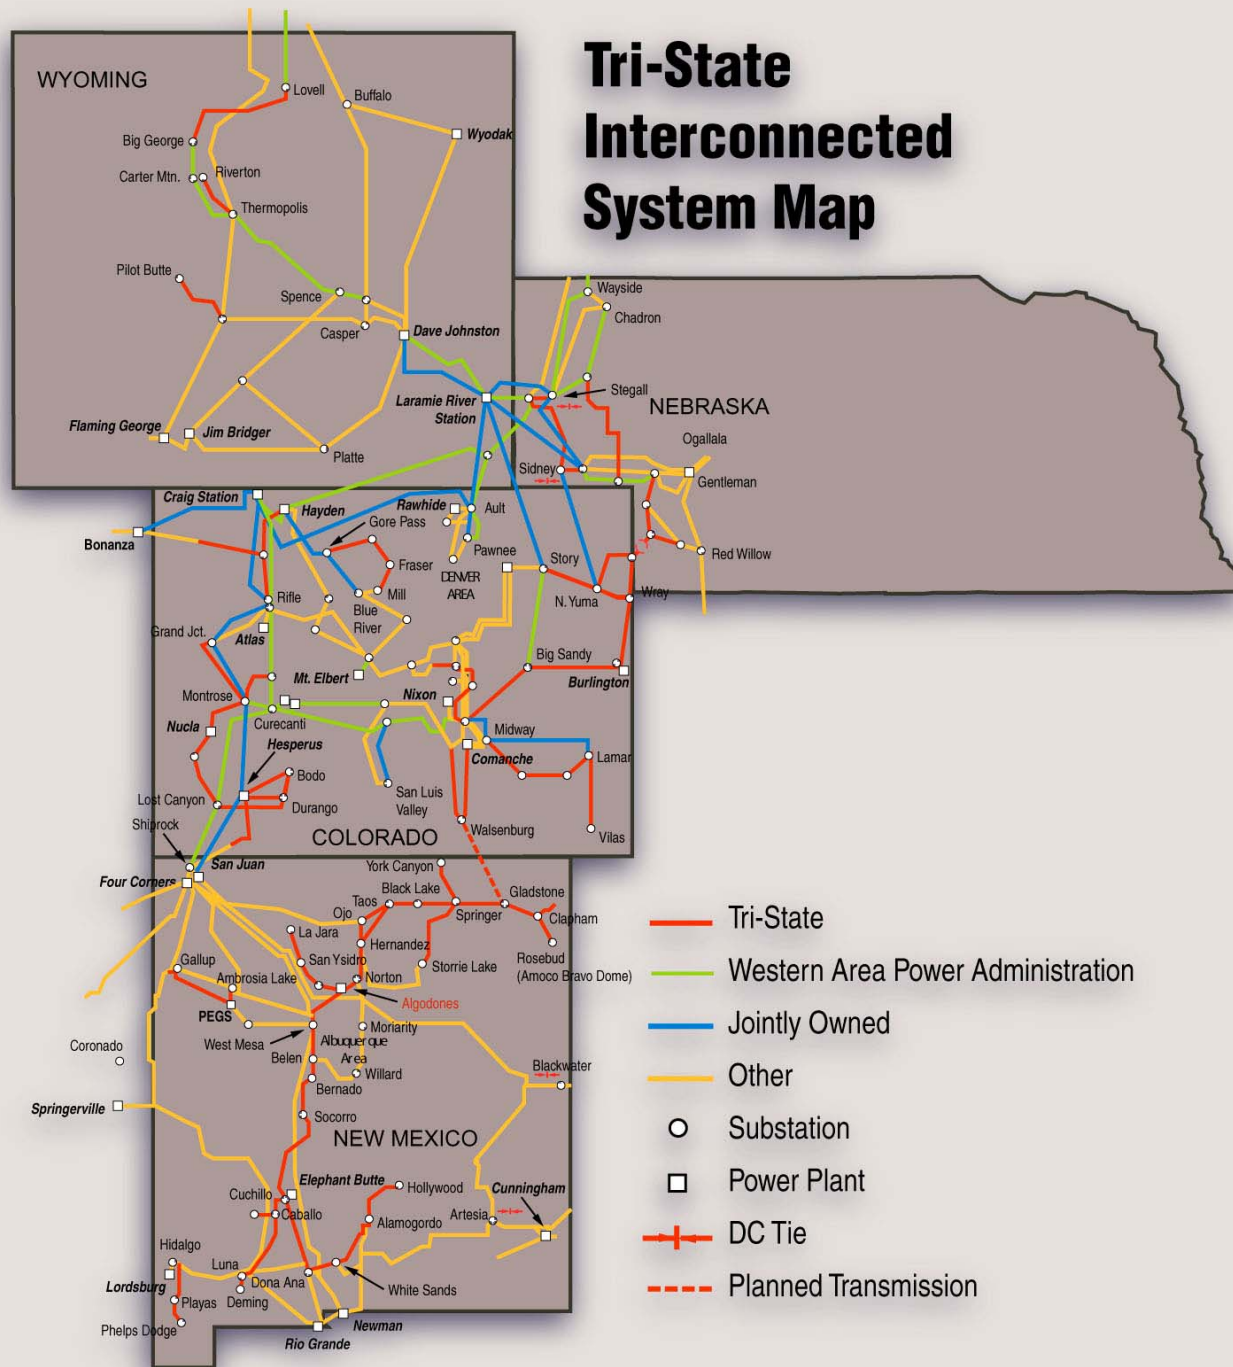 Tri-State
Interconnected
System Map
WYOMING
Lovell
Buffalo
Wyodak
Big George
Carter Mtn.
Riverton
Thermopolis
Pilot Butte
Spence
Casper
Dave Johnston
Wayside
Chadron
Stegall
Laramie River
Station
NEBRASKA
Flaming George
Jim Bridger
Platte
Ogallala
Sidney
Gentleman
Craig Station
Hayden
Rawhide
Ault
Gore Pass
Bonanza
Pawnee
Story
Red Willow
Fraser
DENVER
AREA
Mill
N.Yuma
Wray
Rifle
Blue
River
Grand Jct.
Atlas
Big Sandy
Mt. Elbert
Burlington
Montrose
Nixon
Nucla
Curecanti
Midway
Hesperus
Comanche
Lamar
Bodo
Lost Canyon
Durango
San Luis
Valley
Shiprock
Walsenburg
Vilas
COLORADO
San Juan
York Canyon
Four Corners
Black Lake
Gladstone
Taos
Ojo
Springer
Clapham
La Jara
Hernandez
Gallup
San Ysidro
Storrie Lake
Rosebud
(Amoco Bravo Dome)
Ambrosia Lake
Norton
Algodones
PEGS
West Mesa
Moriarity
Albuquerque
Area
Coronado
Belen
Blackwater
Willard
Bernado
Springerville
Socorro
NEW MEXICO
Elephant Butte
Cuchillo
Hollywood
Cunningham
Caballo
Alamogordo
Artesia
Hidalgo
Luna
Lordsburg
Dona Ana
White Sands
Playas
Deming
Phelps Dodge
Newman
Rio Grande
Tri-State
Western Area Power Administration
Jointly Owned
Other
Substation
Power Plant
DC Tie
Planned Transmission